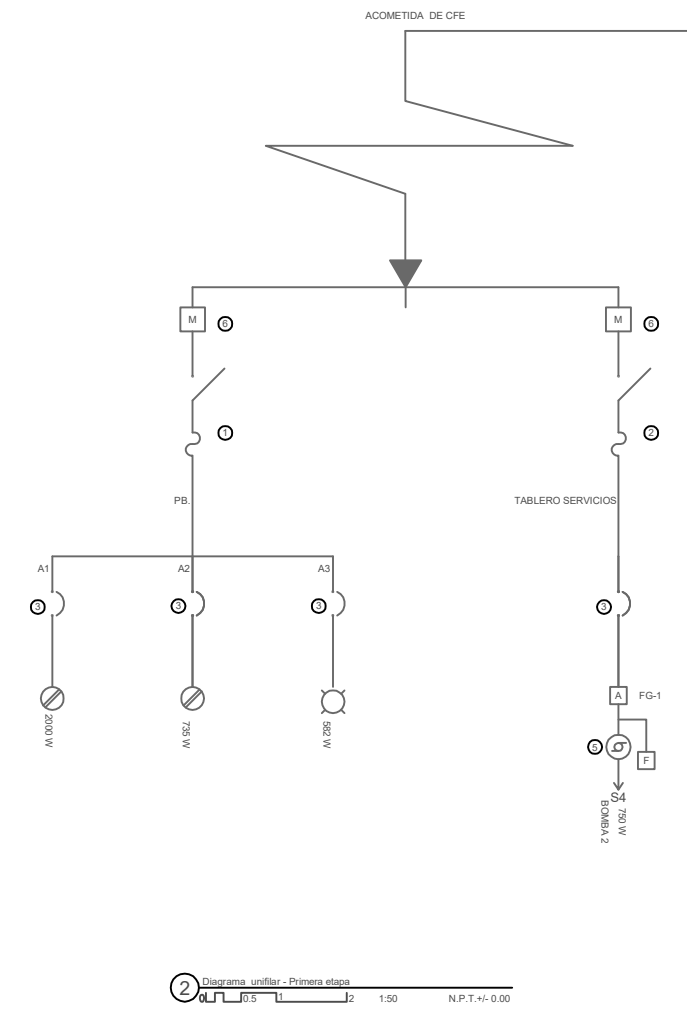 ACOMETIDA DE CFE
M
6
M
6
1
2
PB.
TABLERO SERVICIOS
A1
A2
A3
3
3
3
3
2000 W
735 W
582 W
A
FG-1
5
F
S4
750 W
BOMBA 2
2
Diagrama unifilar - Primera etapa
0
0.5
1
2
1:50
N.P.T.+/- 0.00